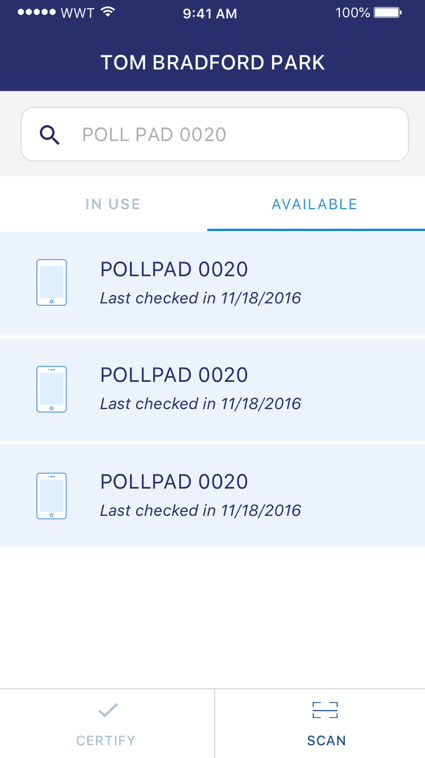 WWT 9:41 AM 100%
TOM BRADFORD PARK
POLL PAD 0020
IN USE AVAILABLE
POLLPAD 0020
Last checked in 11/18/2016
POLLPAD 0020
Last checked in 11/18/2016
POLLPAD 0020
Last checked in 11/18/2016
CERTIFY SCAN